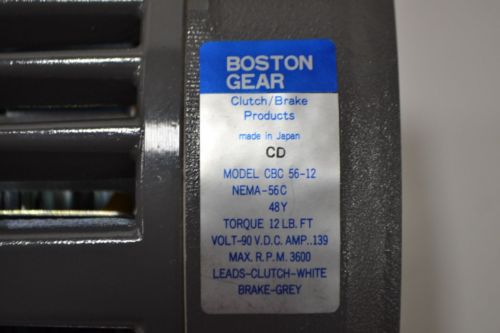 BOSTON
GEAR
Clutch/Brake
Products
made in Japan
CD
MODEL CBC 56-12
NEMA-56C
48Y
TORQUE 12 LB. FT
VOLT-90 V.D.C. AMP..139
MAX. R.P.M. 3600
LEADS-CLUTCH-WHITE
BRAKE-GREY